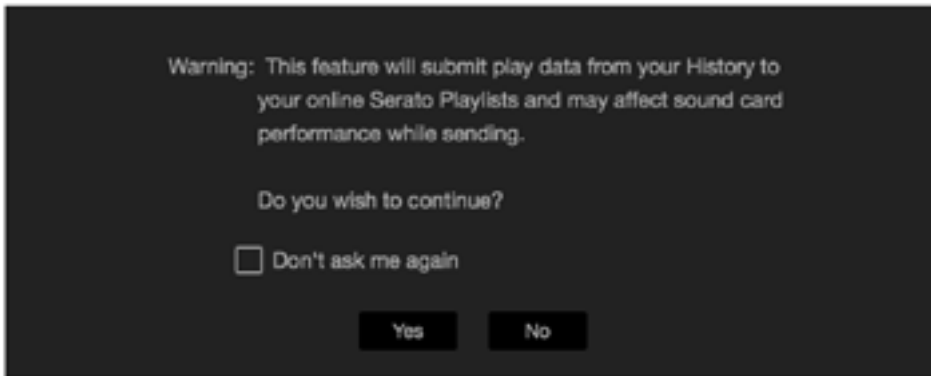 Warning: This feature will submit play data from your History to
your online Serato Playlists and may affect sound card
performance while sending.
Do you wish to continue?
Don't ask me again
Yes No